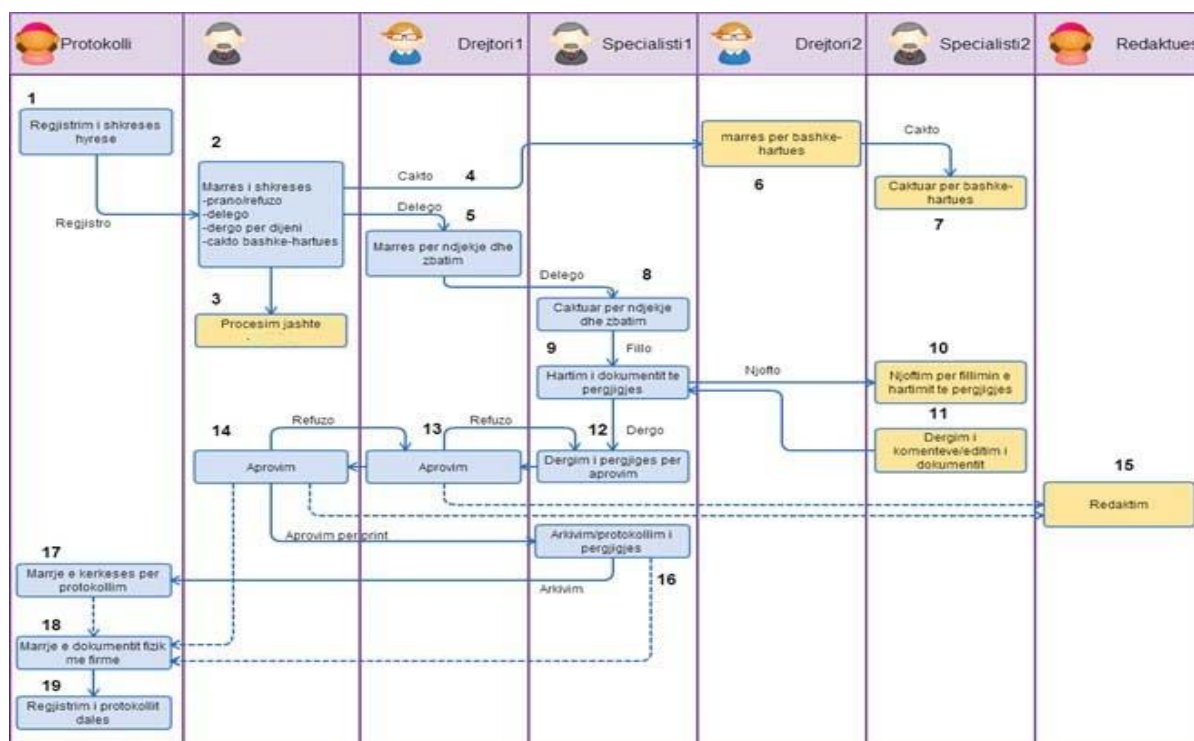 Protokolli
Drejtori1
Specialisti1
Drejtori2
Specialisti2
Redaktues
1
Regjistrim i shkreses
hyrese
Regjistro
2
Marres i shkreses
-prano/refuzo
-delego
-dergo per dijeni
-cakto bashke-hartues
Cakto
4
marres per bashke-
hartues
6
Cakto
Caktuar per bashke-
hartues
7
Delego
5
Marres per ndjekje dhe
zbatim
3
Procesim jashte
Delego
8
Caktuar per ndjekje
dhe zbatim
Fillo
9
Hartim i dokumentit te
pergjigjes
Njofto
10
Njoftim per fillimin e
hartimit te pergjigjes
11
Dergim i
komenteve/editim i
dokumentit
Dergo
12
Dergim i pergjiges per
aprovim
Refuzo
13
Aprovim
Refuzo
14
Aprovim
15
Redaktim
Aprovim per print
Arkivim/protokollim i
pergjigjes
16
Arkivim
17
Marrje e kerkeses per
protokollim
18
Marrje e dokumentit fizik
me firme
19
Regjistrim i protokollit
dales